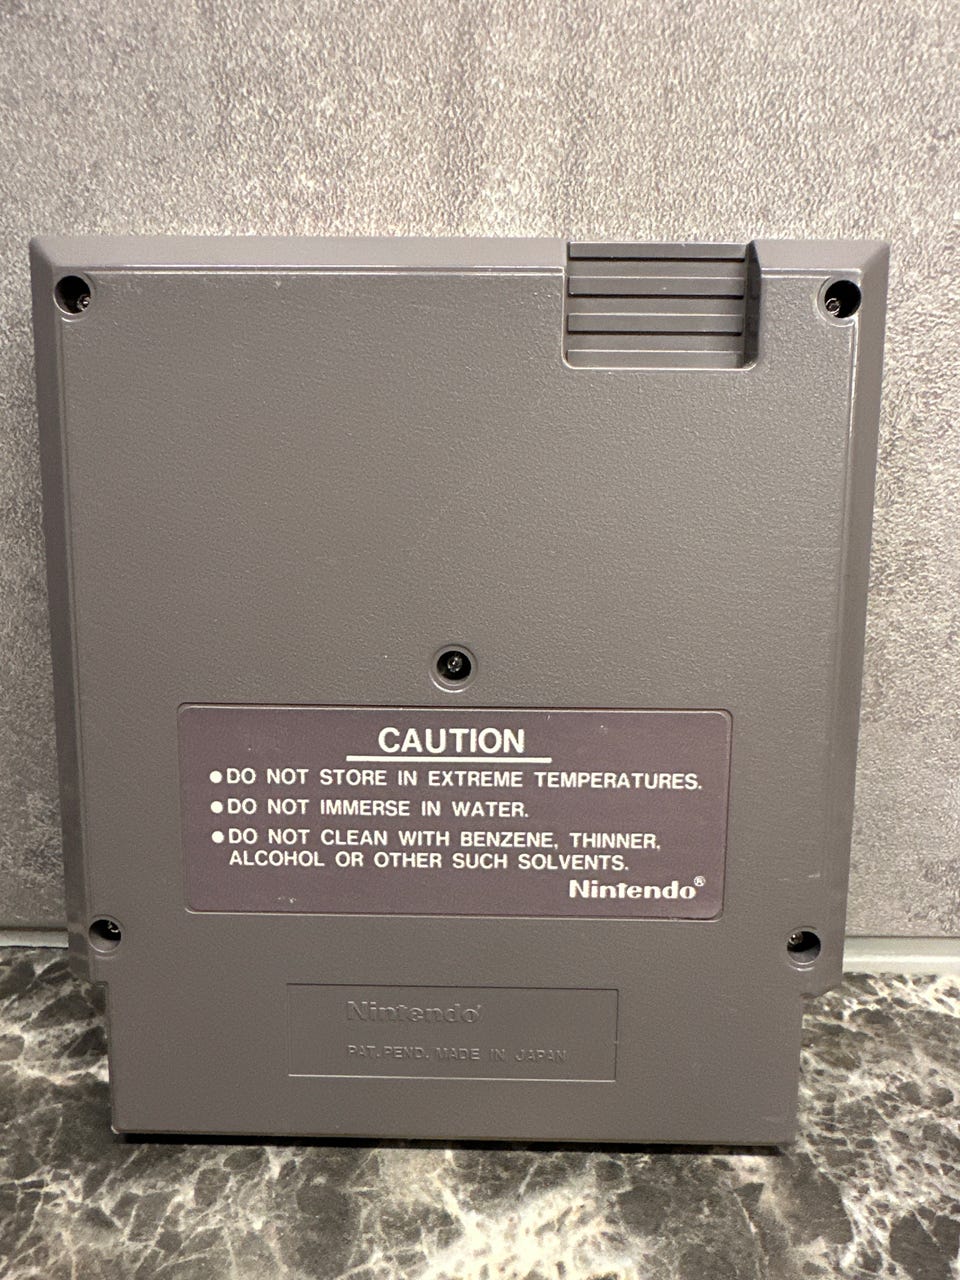 CAUTION
●DO NOT STORE IN EXTREME TEMPERATURES.
●DO NOT IMMERSE IN WATER.
●DO NOT CLEAN WITH BENZENE, THINNER,
ALCOHOL OR OTHER SUCH SOLVENTS.
Nintendo®
Nintendo®
PAT. PEND. MADE IN JAPAN